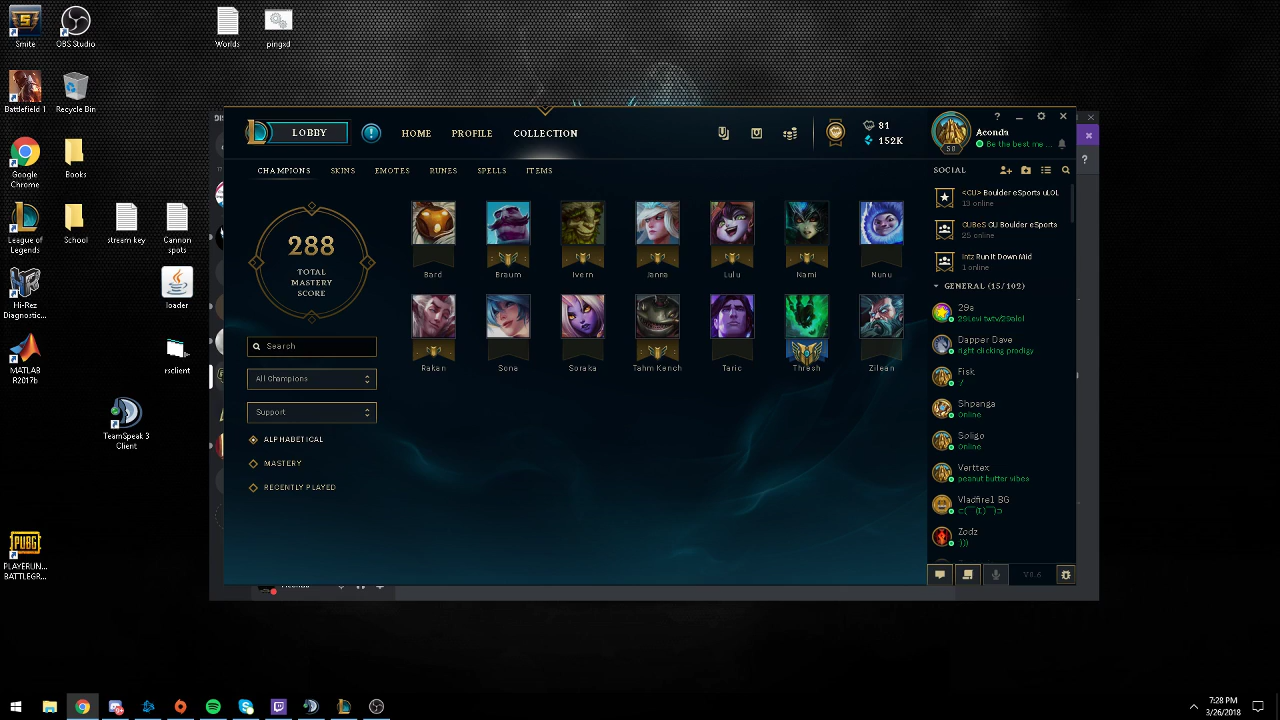 Smite
OBS Studio
Worlds
pingxd
Battlefield 1
Recycle Bin
Google
Chrome
Books
League of
Legends
School
stream key
Cannon
spots
Hi-Rez
Diagnostic...
loader
MATLAB
R2017b
rsclient
TeamSpeak 3
Client
PLAYERUN...
BATTLEGR...
LOBBY
HOME
PROFILE
COLLECTION
81
152K
50
Aconda
Be the best me ...
CHAMPIONS
SKINS
EMOTES
RUNES
SPELLS
ITEMS
288
TOTAL
MASTERY
SCORE
Search
All Champions
Support
ALPHABETICAL
MASTERY
RECENTLY PLAYED
Bard
Braum
Ivern
Janna
Lulu
Nami
Nunu
Rakan
Sona
Soraka
Tahm Kench
Taric
Thresh
Zilean
SOCIAL
<CU> Boulder eSports uLOL
13 online
CUBeS CU Boulder eSports
25 online
Intz Run It Down Mid
1 online
GENERAL (15/102)
29s
Dapper Dave
right clicking prodigy
Fisk
/
Shpanga
Online
Soligo
Online
Verttex
peanut butter vibes
Vladfire1 BG
Zodz
:)))
V8.6
7:28 PM
3/26/2018